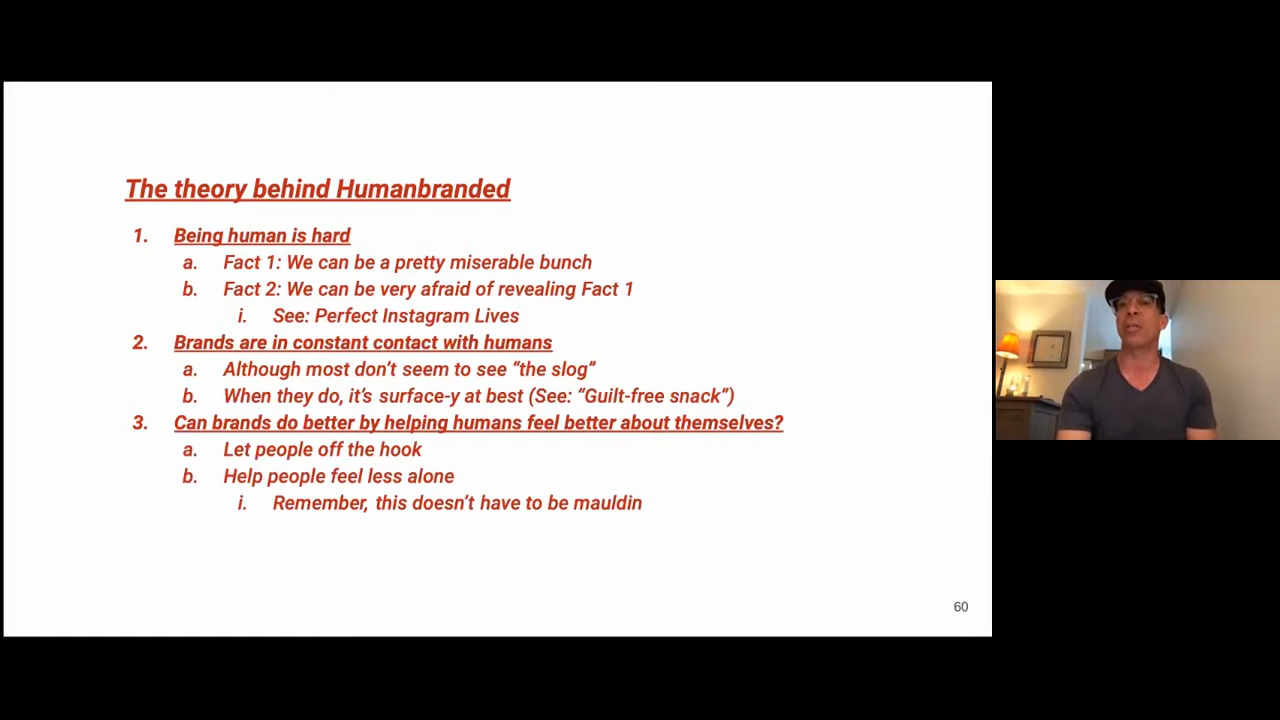 The theory behind Humanbranded
1. Being human is hard
a. Fact 1: We can be a pretty miserable bunch
b. Fact 2: We can be very afraid of revealing Fact 1
i. See: Perfect Instagram Lives
2. Brands are in constant contact with humans
a. Although most don’t seem to see “the slog”
b. When they do, it’s surface-y at best (See: “Guilt-free snack”)
3. Can brands do better by helping humans feel better about themselves?
a. Let people off the hook
b. Help people feel less alone
i. Remember, this doesn’t have to be mauldin
60